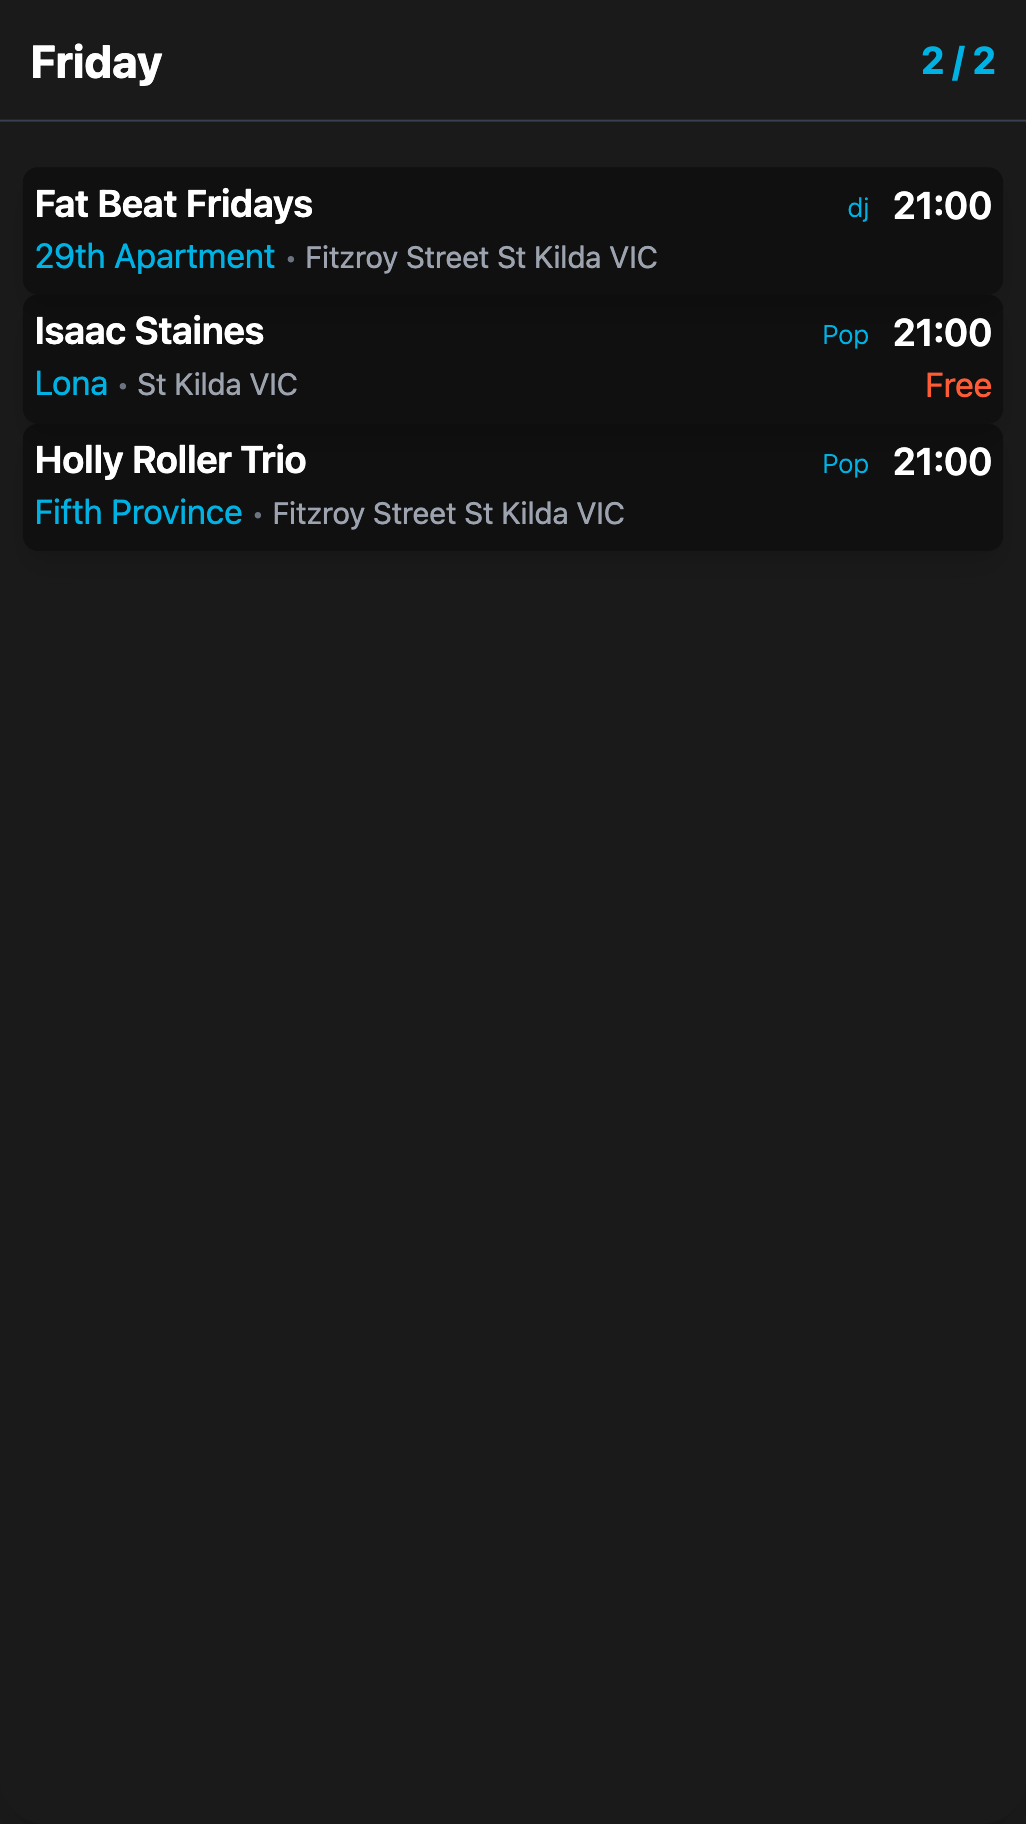 Friday 2 / 2
Fat Beat Fridays dj 21:00
29th Apartment • Fitzroy Street St Kilda VIC
Isaac Staines Pop 21:00
Lona • St Kilda VIC Free
Holly Roller Trio Pop 21:00
Fifth Province • Fitzroy Street St Kilda VIC